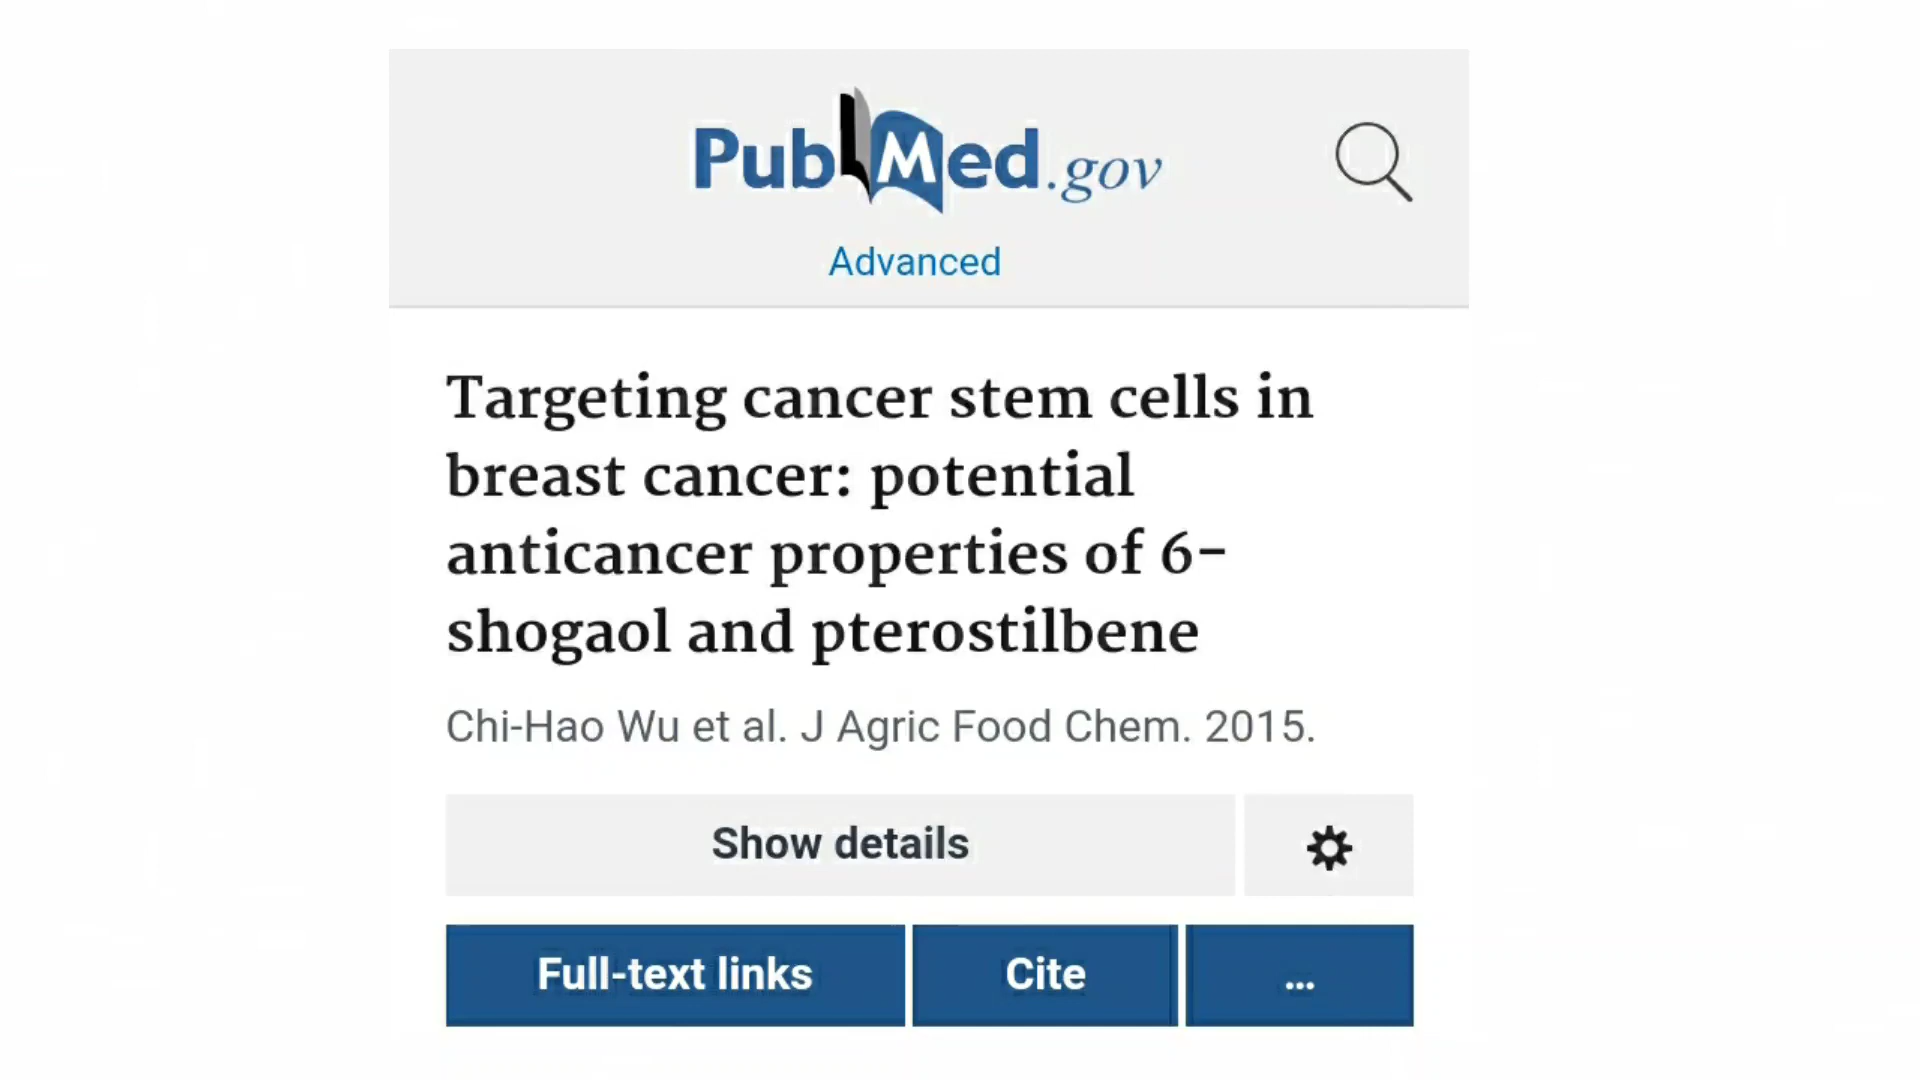 PubMed.gov
Advanced
Targeting cancer stem cells in
breast cancer: potential
anticancer properties of 6-
shogaol and pterostilbene
Chi-Hao Wu et al. J Agric Food Chem. 2015.
Show details
Full-text links Cite ...